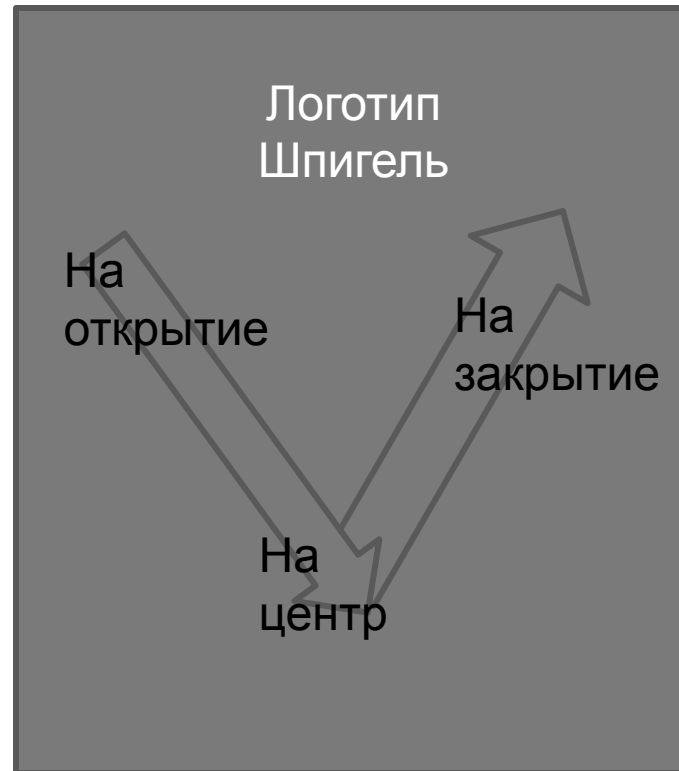 Логотип
Шпигель
На
открытие
На
закрытие
На
центр